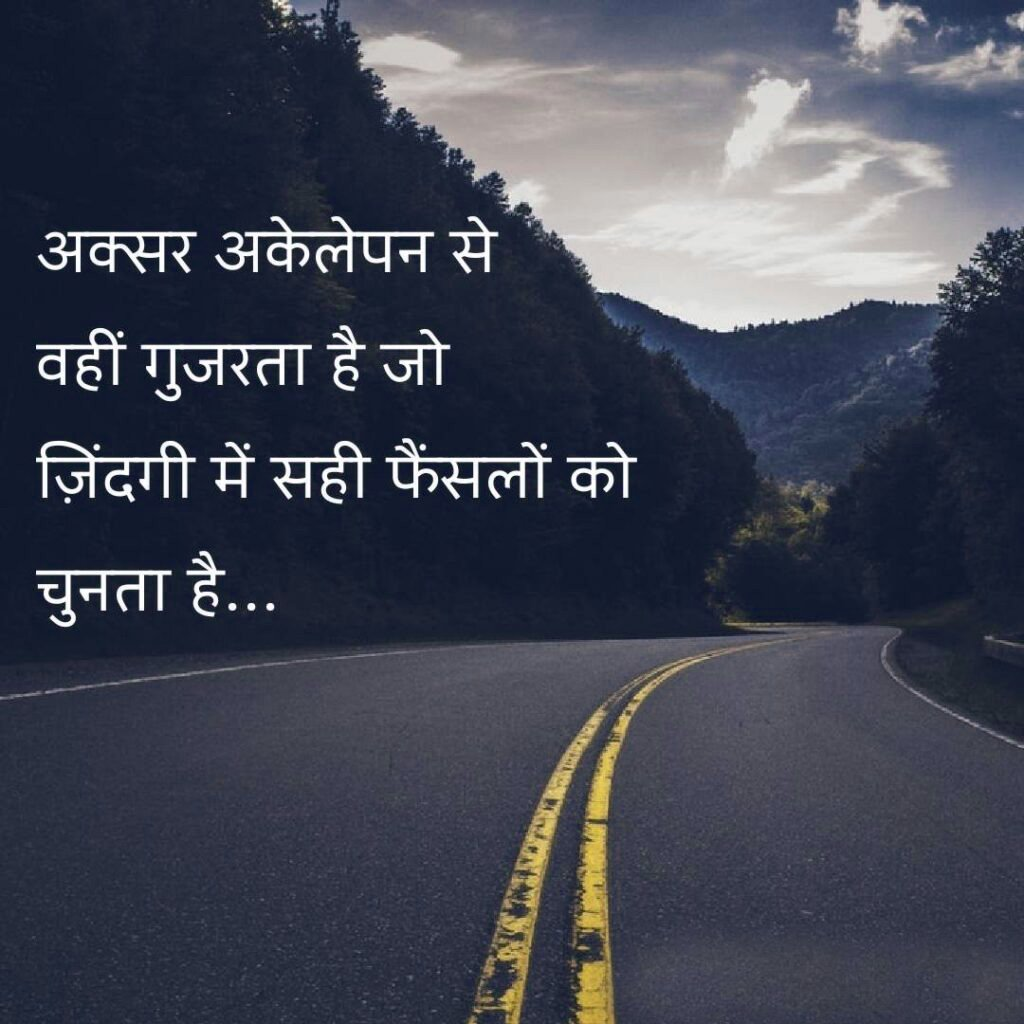 अक्सर अकेलेपन से
वहीं गुजरता है जो
ज़िंदगी में सही फैंसलों को
चुनता है...